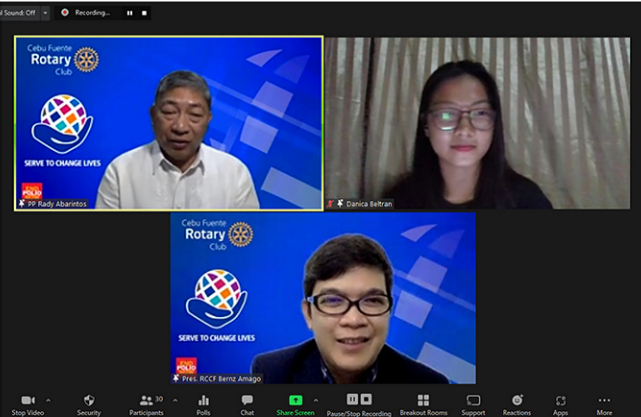 l Sound: Off
Recording...
Cebu Fuente
Rotary
Club
SERVE TO CHANGE LIVES
END
POLIO
PP Rady Abarintos
Danica Beltran
Cebu Fuente
Rotary
Club
SERVE TO CHANGE LIVES
END
POLIO
Pres. RCCF Bernz Amago
Stop Video
Security
Participants
30
Polls
Chat
Share Screen
Pause/Stop Recording
Breakout Rooms
Support
Reactions
Apps
More